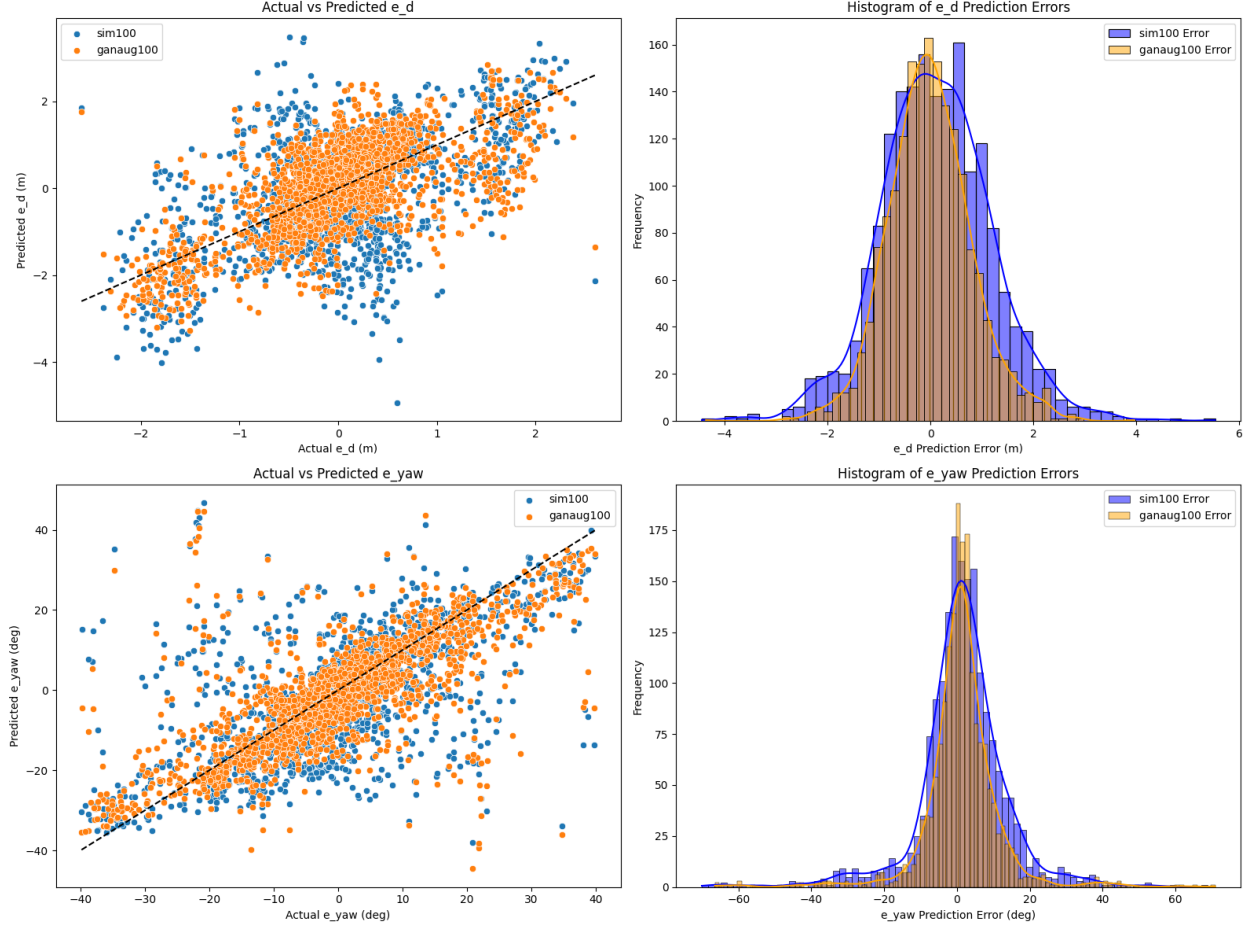 Actual vs Predicted e_d
sim100
ganaug100
2
0
−2
−4
Predicted e_d (m)
−2
−1
0
1
2
Actual e_d (m)
Histogram of e_d Prediction Errors
sim100 Error
ganaug100 Error
160
140
120
100
80
60
40
20
0
Frequency
−4
−2
0
2
4
6
e_d Prediction Error (m)
Actual vs Predicted e_yaw
sim100
ganaug100
40
20
0
−20
−40
Predicted e_yaw (deg)
−40
−30
−20
−10
0
10
20
30
40
Actual e_yaw (deg)
Histogram of e_yaw Prediction Errors
sim100 Error
ganaug100 Error
175
150
125
100
75
50
25
0
Frequency
−60
−40
−20
0
20
40
60
e_yaw Prediction Error (deg)